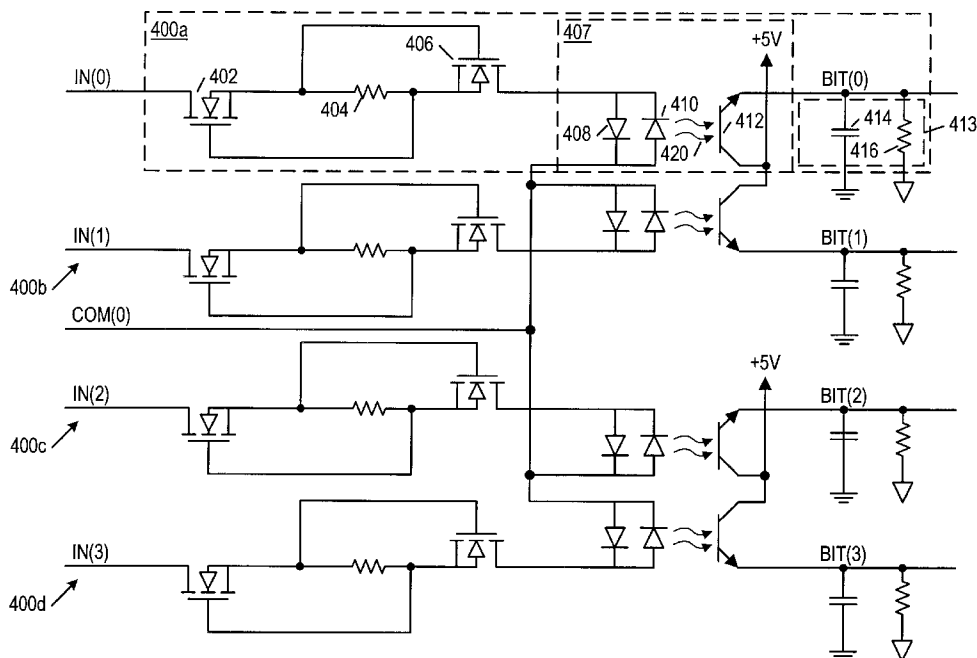 400a
407
+5V
406
402
IN(0)
BIT(0)
404
408
410
412
420
414
416
413
IN(1)
BIT(1)
400b
COM(0)
+5V
IN(2)
BIT(2)
400c
IN(3)
BIT(3)
400d